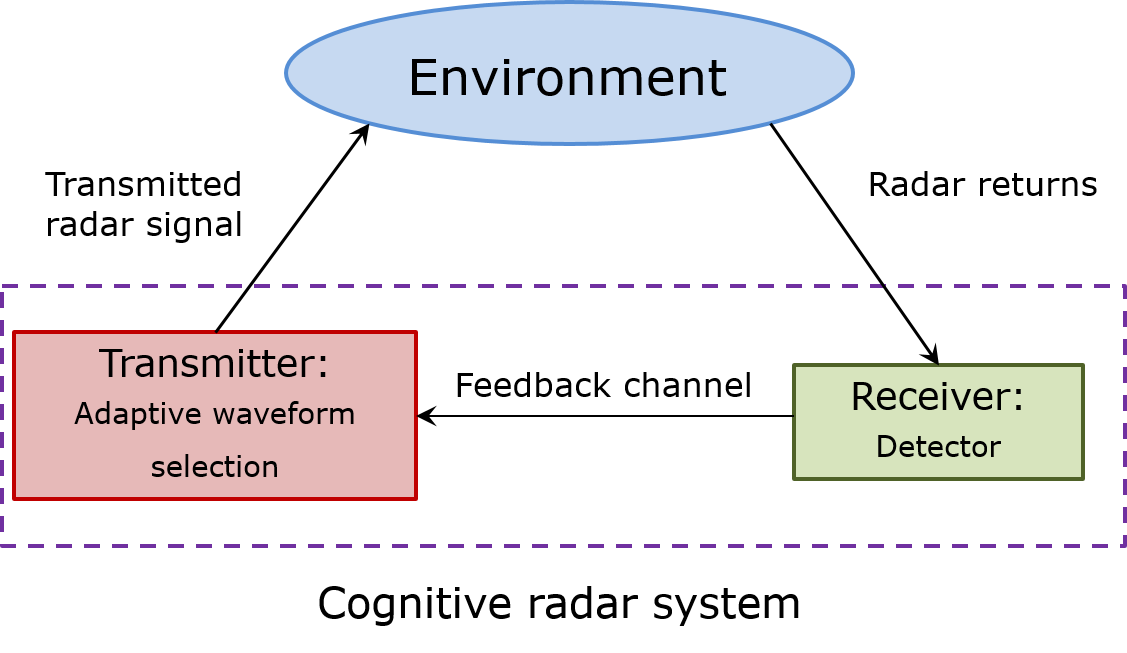 Environment
Transmitted
radar signal
Radar returns
Transmitter:
Adaptive waveform
selection
Feedback channel
Receiver:
Detector
Cognitive radar system